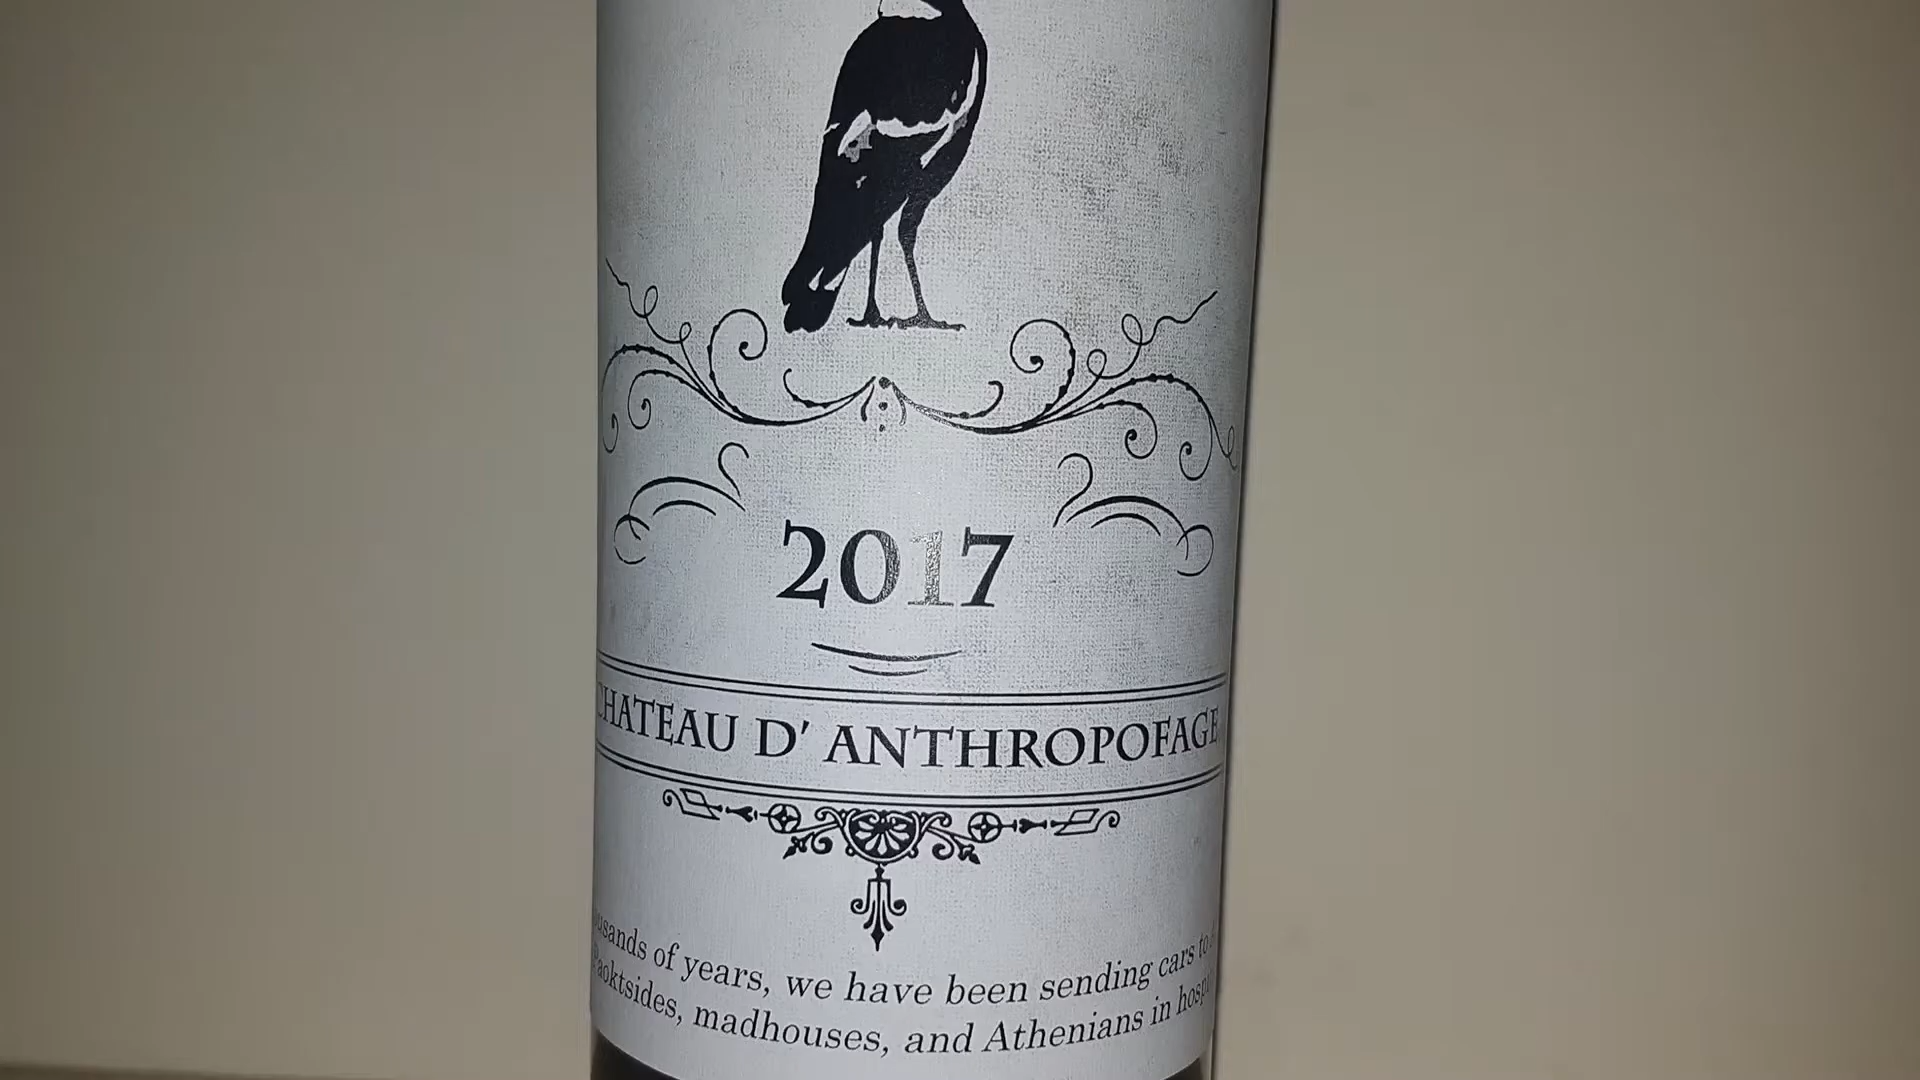 2017
CHATEAU D' ANTHROPOFAGE
of years, we have been sending cars to
madhouses, and Athenians in